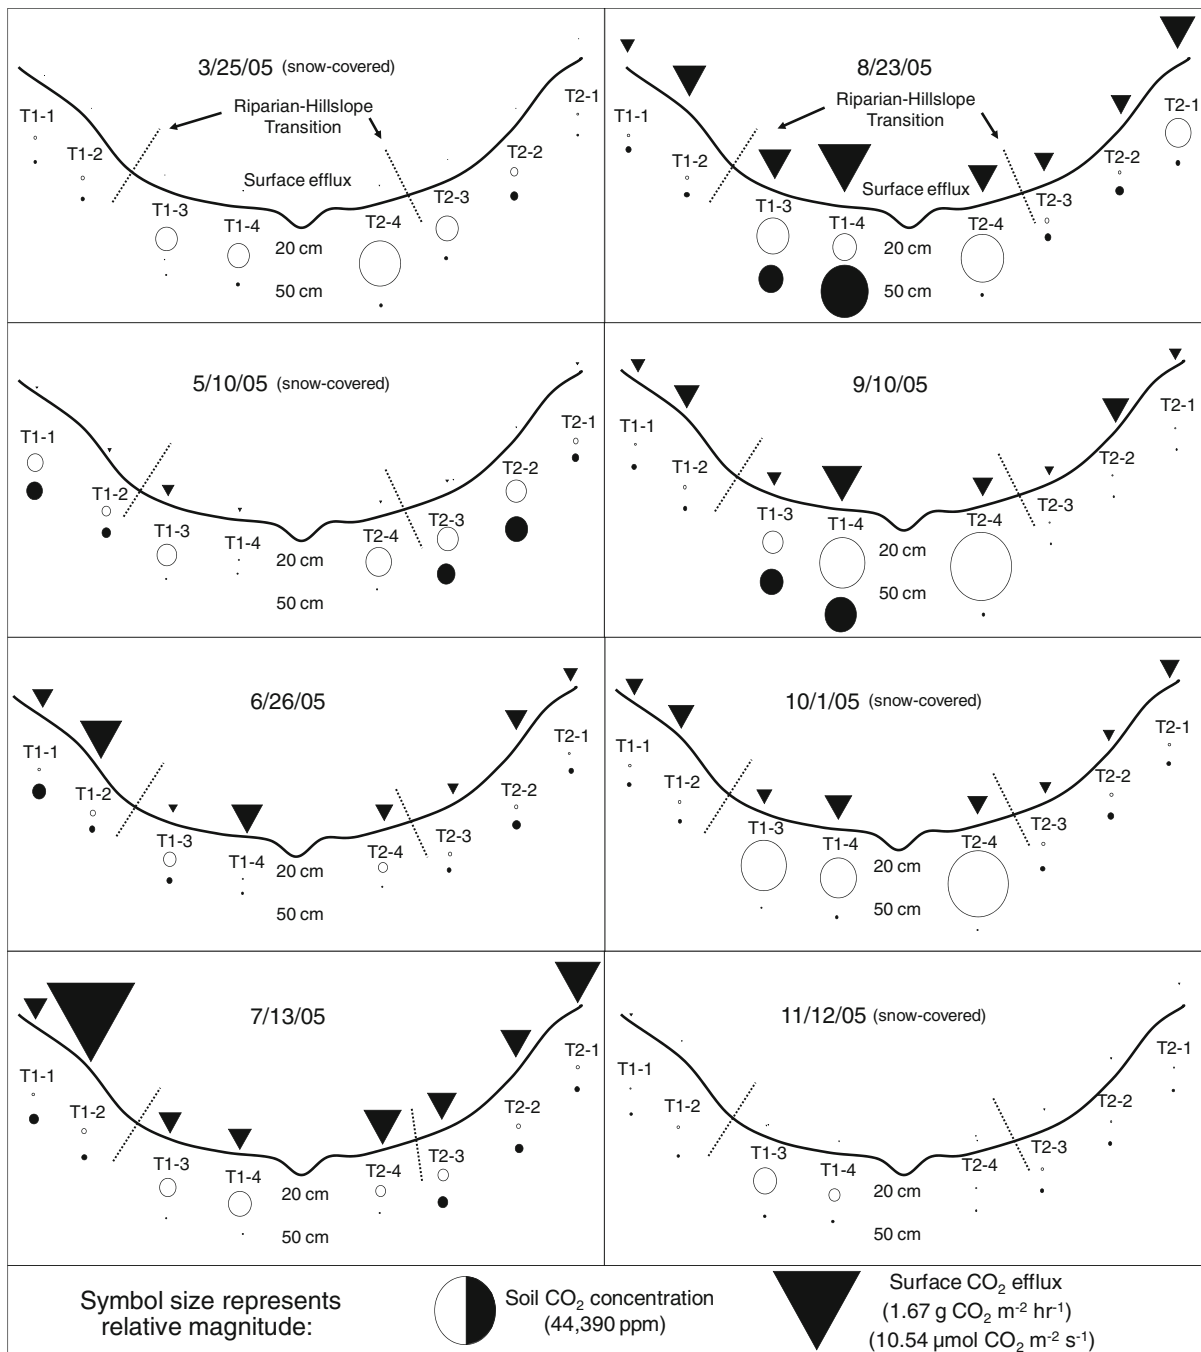 3/25/05 (snow-covered)
Riparian-Hillslope
Transition
T1-1
T1-2
T1-3
T1-4
Surface efflux
T2-4
T2-3
T2-2
T2-1
20 cm
50 cm
8/23/05
Riparian-Hillslope
Transition
T1-1
T1-2
T1-3
T1-4
Surface efflux
T2-4
T2-3
T2-2
T2-1
20 cm
50 cm
5/10/05 (snow-covered)
T1-1
T1-2
T1-3
T1-4
T2-4
T2-3
T2-2
T2-1
20 cm
50 cm
9/10/05
T1-1
T1-2
T1-3
T1-4
T2-4
T2-3
T2-2
T2-1
20 cm
50 cm
6/26/05
T1-1
T1-2
T1-3
T1-4
T2-4
T2-3
T2-2
T2-1
20 cm
50 cm
10/1/05 (snow-covered)
T1-1
T1-2
T1-3
T1-4
T2-4
T2-3
T2-2
T2-1
20 cm
50 cm
7/13/05
T1-1
T1-2
T1-3
T1-4
T2-4
T2-3
T2-2
T2-1
20 cm
50 cm
11/12/05 (snow-covered)
T1-1
T1-2
T1-3
T1-4
T2-4
T2-3
T2-2
T2-1
20 cm
50 cm
Symbol size represents
relative magnitude:
Soil CO₂ concentration
(44,390 ppm)
Surface CO₂ efflux
(1.67 g CO₂ m⁻² hr⁻¹)
(10.54 µmol CO₂ m⁻² s⁻¹)